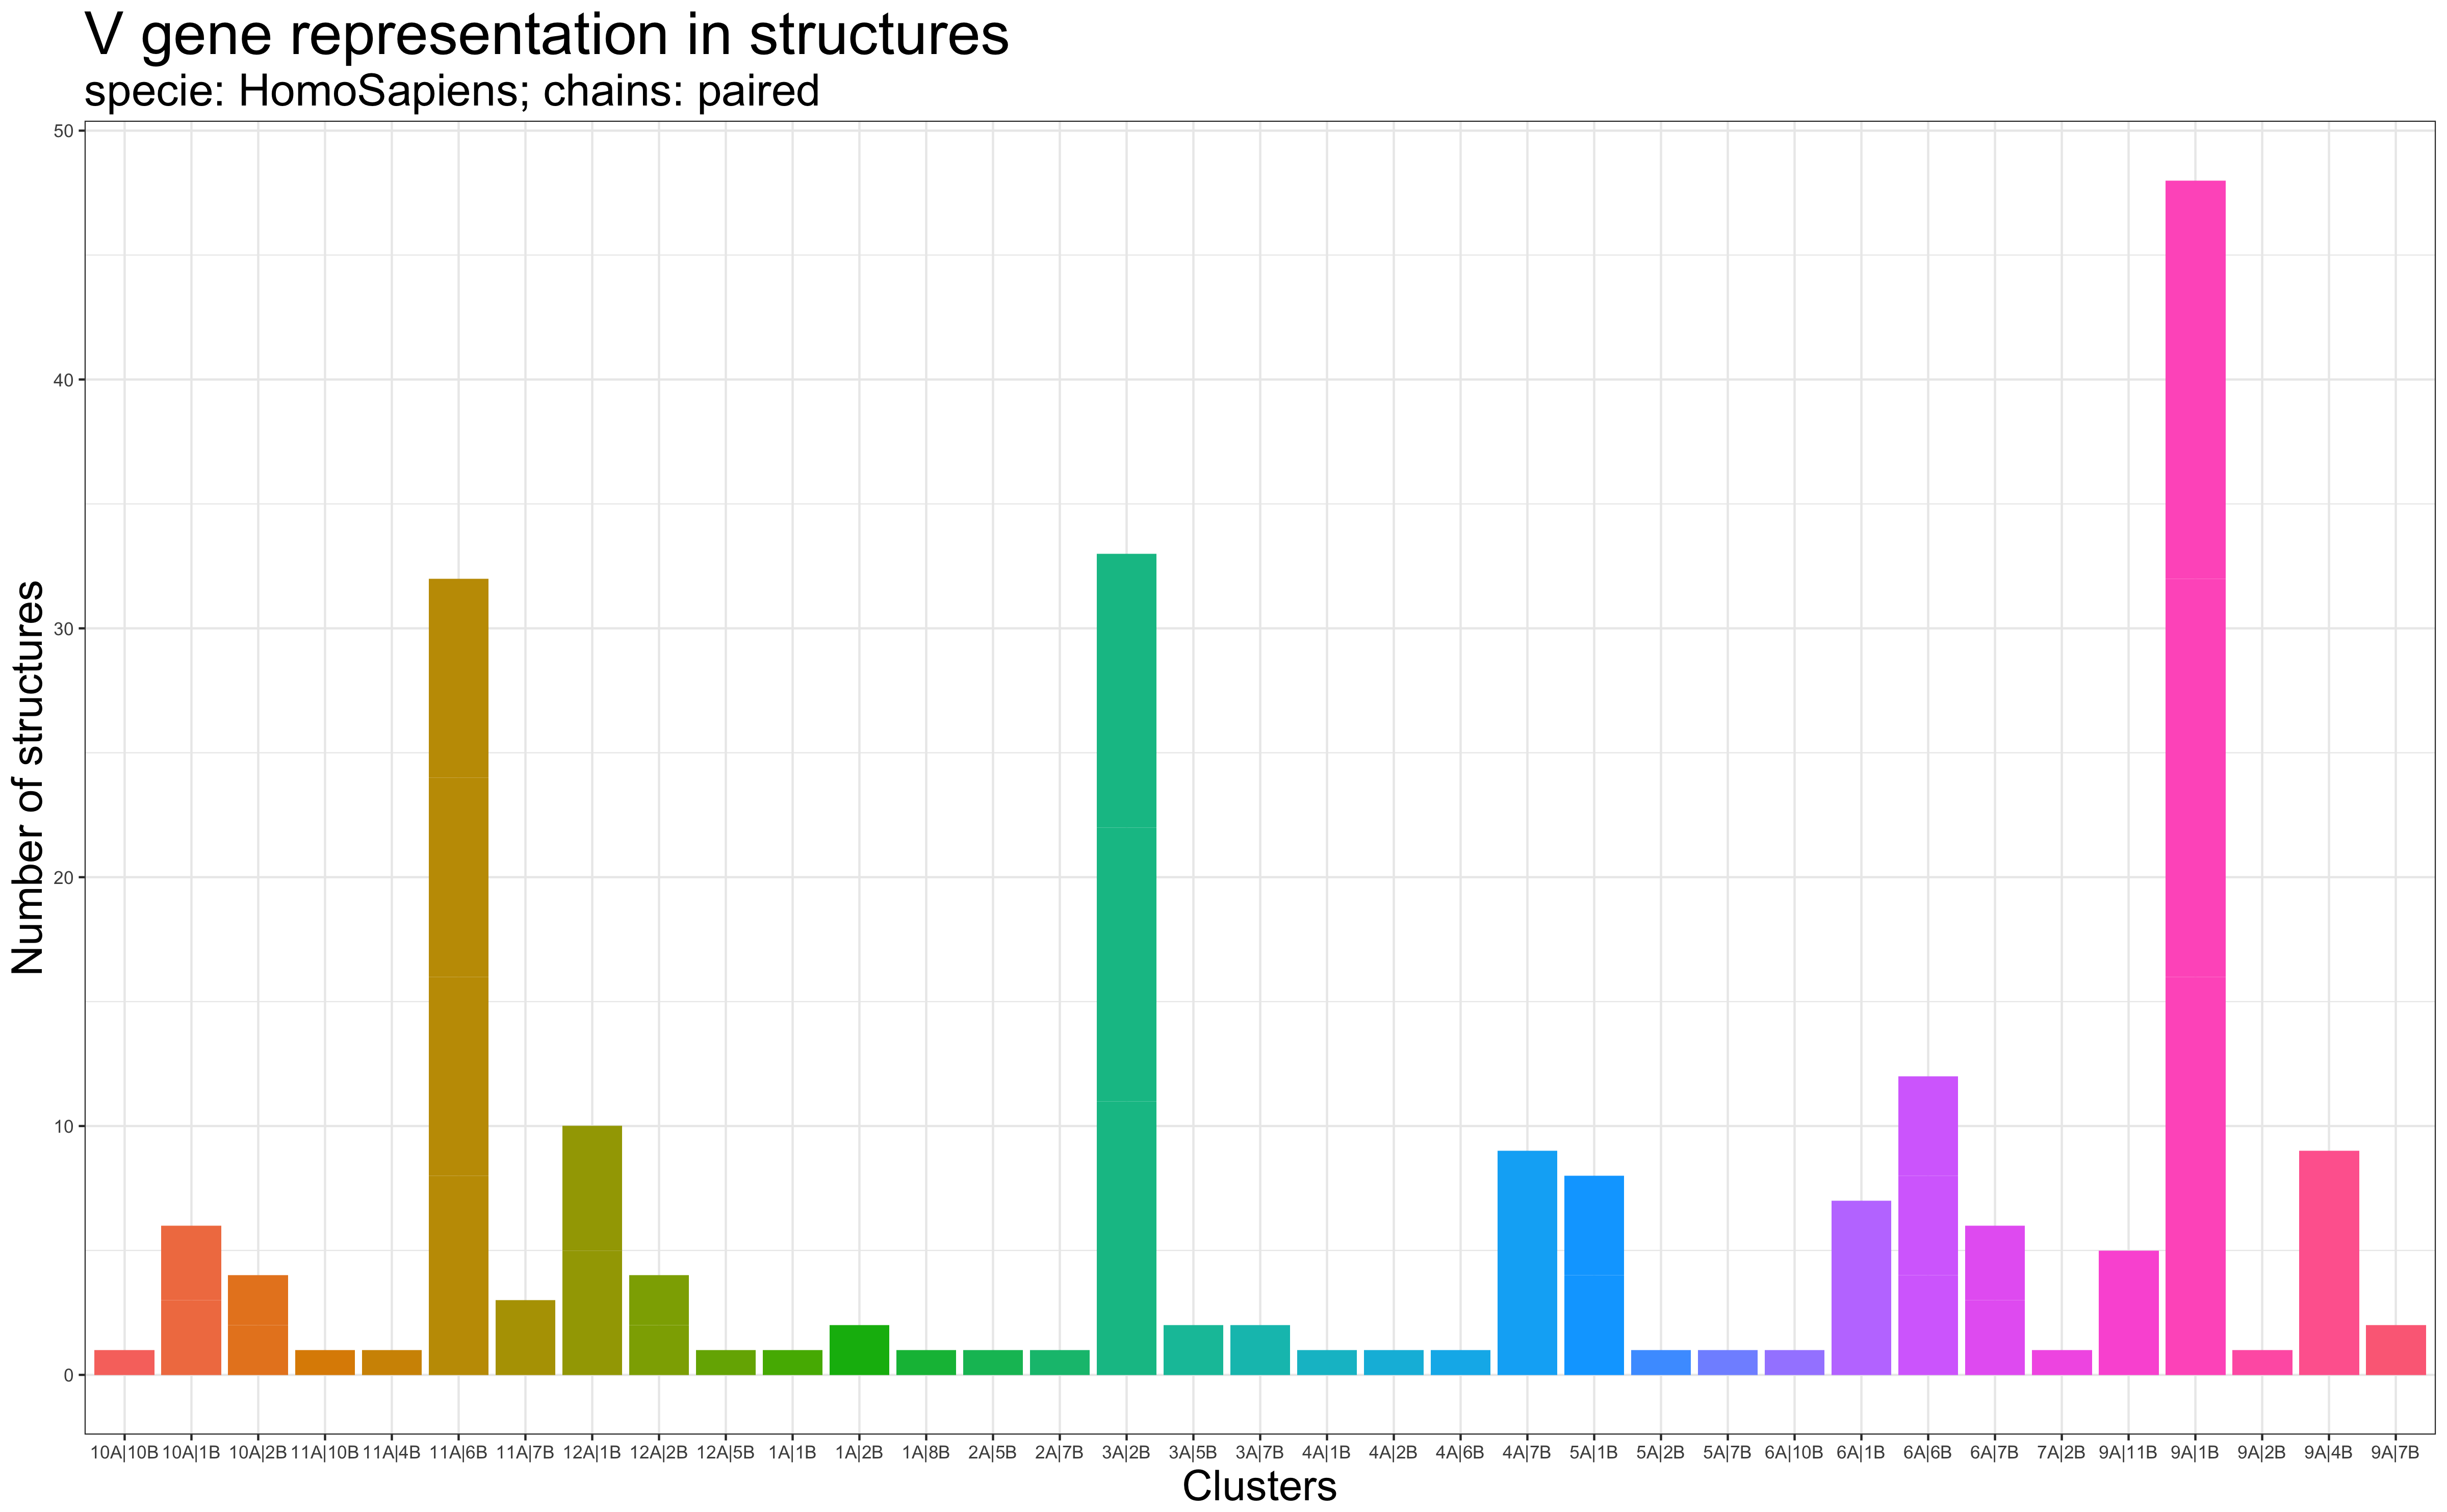 V gene representation in structures
specie: HomoSapiens; chains: paired
50
40
30
20
10
0
Number of structures
10A|10B 10A|1B 10A|2B 11A|10B 11A|4B 11A|6B 11A|7B 12A|1B 12A|2B 12A|5B 1A|1B 1A|2B 1A|8B 2A|5B 2A|7B 3A|2B 3A|5B 3A|7B 4A|1B 4A|2B 4A|6B 4A|7B 5A|1B 5A|2B 5A|7B 6A|10B 6A|1B 6A|6B 6A|7B 7A|2B 9A|11B 9A|1B 9A|2B 9A|4B 9A|7B
Clusters